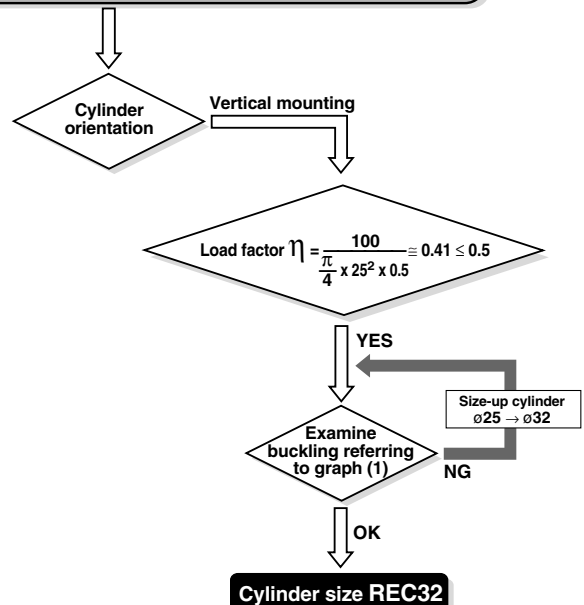 Cylinder
orientation
Vertical mounting
Load factor η = 100 / (π/4 x 25² x 0.5) ≅ 0.41 ≤ 0.5
YES
Size-up cylinder
ø25 → ø32
Examine
buckling referring
to graph (1)
NG
OK
Cylinder size REC32